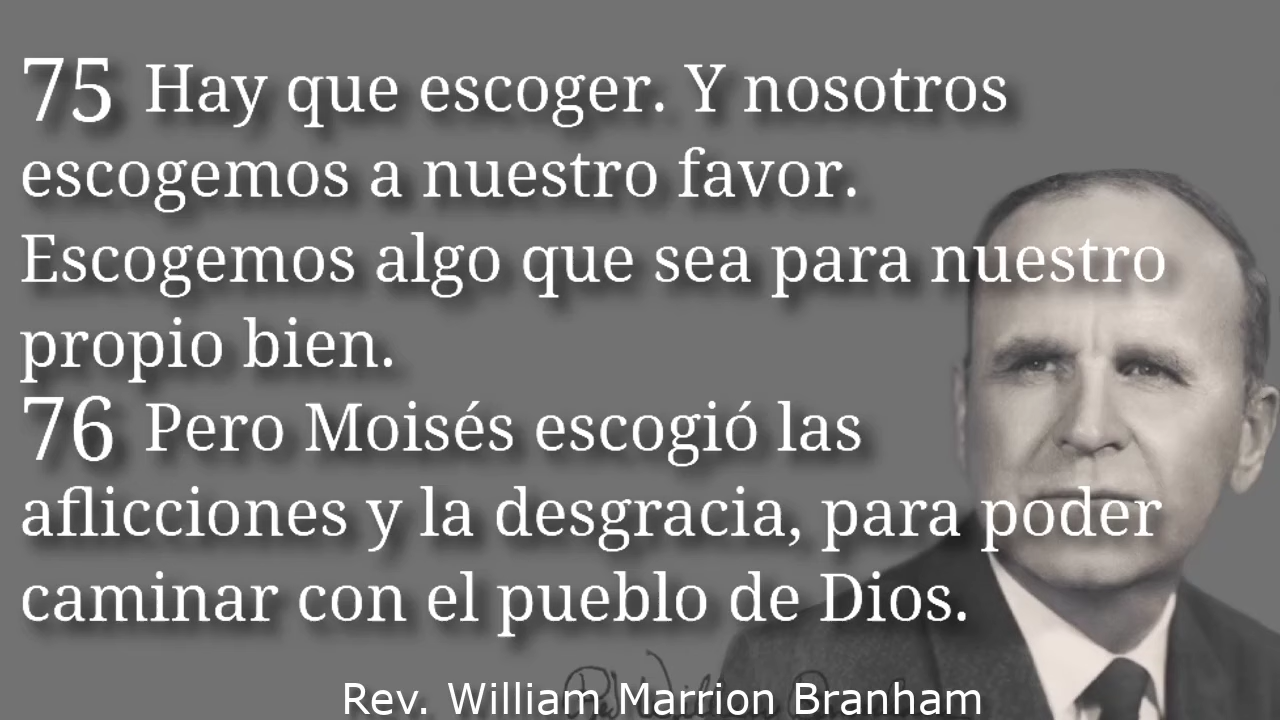 75 Hay que escoger. Y nosotros
escogemos a nuestro favor.
Escogemos algo que sea para nuestro
propio bien.
76 Pero Moisés escogió las
aflicciones y la desgracia, para poder
caminar con el pueblo de Dios.
Rev. William Marrion Branham